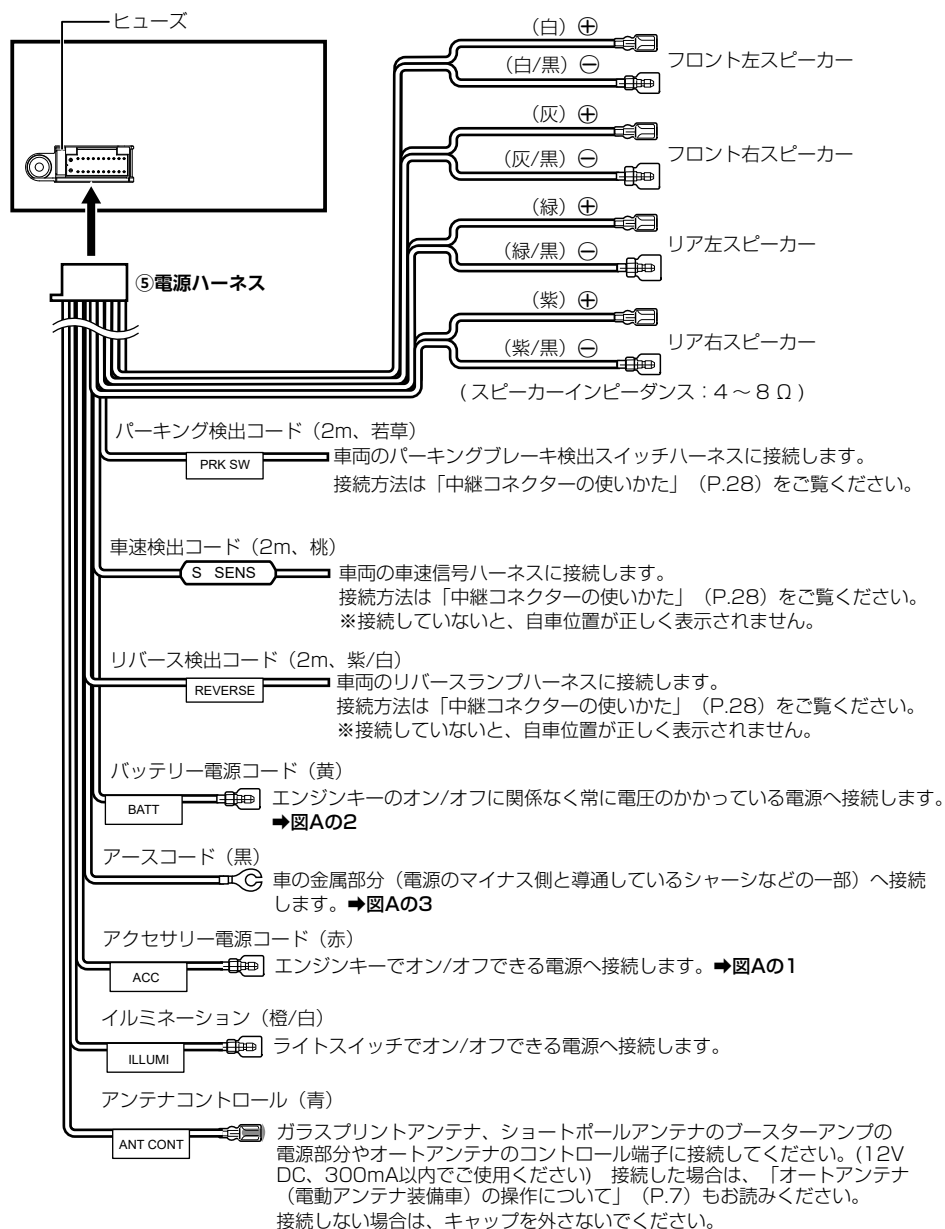 ヒューズ
(白) ⊕
(白/黒) ⊖
フロント左スピーカー
(灰) ⊕
(灰/黒) ⊖
フロント右スピーカー
(緑) ⊕
(緑/黒) ⊖
リア左スピーカー
⑤電源ハーネス
(紫) ⊕
(紫/黒) ⊖
リア右スピーカー
(スピーカーインピーダンス:4～8 Ω)
パーキング検出コード(2m、若草)
PRK SW
車両のパーキングブレーキ検出スイッチハーネスに接続します。
接続方法は「中継コネクターの使いかた」(P.28)をご覧ください。
車速検出コード(2m、桃)
S SENS
車両の車速信号ハーネスに接続します。
接続方法は「中継コネクターの使いかた」(P.28)をご覧ください。
※接続していないと、自車位置が正しく表示されません。
リバース検出コード(2m、紫/白)
REVERSE
車両のリバースランプハーネスに接続します。
接続方法は「中継コネクターの使いかた」(P.28)をご覧ください。
※接続していないと、自車位置が正しく表示されません。
バッテリー電源コード(黄)
BATT
エンジンキーのオン/オフに関係なく常に電圧のかかっている電源へ接続します。
➡図Aの2
アースコード(黒)
車の金属部分(電源のマイナス側と導通しているシャーシなどの一部)へ接続
します。➡図Aの3
アクセサリー電源コード(赤)
ACC
エンジンキーでオン/オフできる電源へ接続します。➡図Aの1
イルミネーション(橙/白)
ILLUMI
ライトスイッチでオン/オフできる電源へ接続します。
アンテナコントロール(青)
ANT CONT
ガラスプリントアンテナ、ショートポールアンテナのブースターアンプの
電源部分やオートアンテナのコントロール端子に接続してください。(12V
DC、300mA以内でご使用ください) 接続した場合は、「オートアンテナ
(電動アンテナ装備車)の操作について」(P.7)もお読みください。
接続しない場合は、キャップを外さないでください。